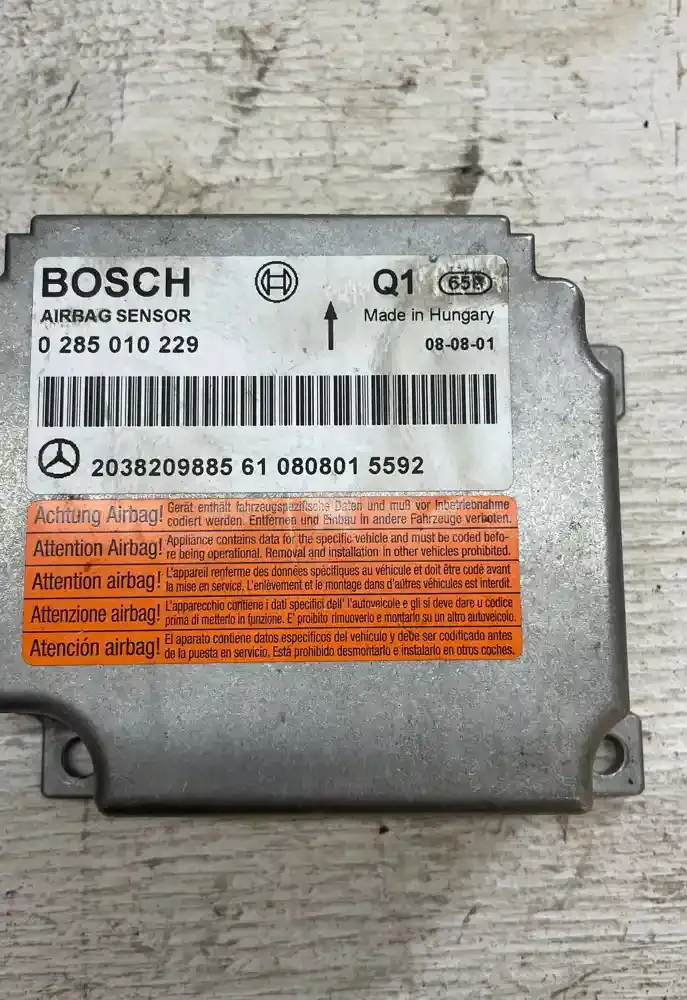 BOSCH
Q1
AIRBAG SENSOR
Made in Hungary
0 285 010 229
08-08-01
2038209885 61 080801 5592
Achtung Airbag! Gerät enthält fahrzeugspezifische Daten und muß vor Inbetriebnahme
codiert werden. Entfernen und Einbau in andere Fahrzeuge verboten.
Attention Airbag! Appliance contains data for the specific vehicle and must be coded befo-
re being operational. Removal and installation in other vehicles prohibited.
Attention airbag! L'appareil renferme des données spécifiques au véhicule et doit être codé avant
la mise en service. L'enlèvement et le montage dans d'autres véhicules est interdit.
Attenzione airbag! L'apparecchio contiene i dati specifici dell' l'autoveicolo e gli si deve dare u codice
prima di metterlo in funzione. E' proibito rimuoverlo e montarlo su un altro autoveicolo.
Atención airbag! El aparato contiene datos especificos del vehiculo y debe ser codificado antes
de la puesta en servicio. Está prohibido desmontarlo e instalarlo en otros coches.